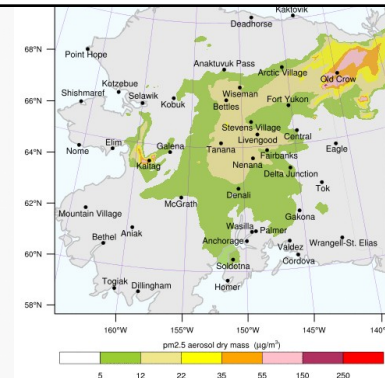 Kaktovik
Deadhorse
68°N
Point Hope
Anaktuvuk Pass
Arctic Village
Old Crow
Kotzebue
Selawik
Wiseman
Shishmaref
Kobuk
Bettles
Fort Yukon
66°N
Stevens Village
Central
Livengood
Eagle
Nome
Elim
Galena
Tanana
Fairbanks
64°N
Kaltag
Nenana
Delta Junction
Tok
McGrath
Denali
62°N
Mountain Village
Gakona
Aniak
Wasilla
Palmer
Bethel
Anchorage
Valdez
Wrangell-St. Elias
60°N
Soldotna
Cordova
Togiak
Dillingham
Homer
58°N
160°W 155°W 150°W 145°W 140°
pm2.5 aerosol dry mass (μg/m³)
5 12 22 35 55 150 250